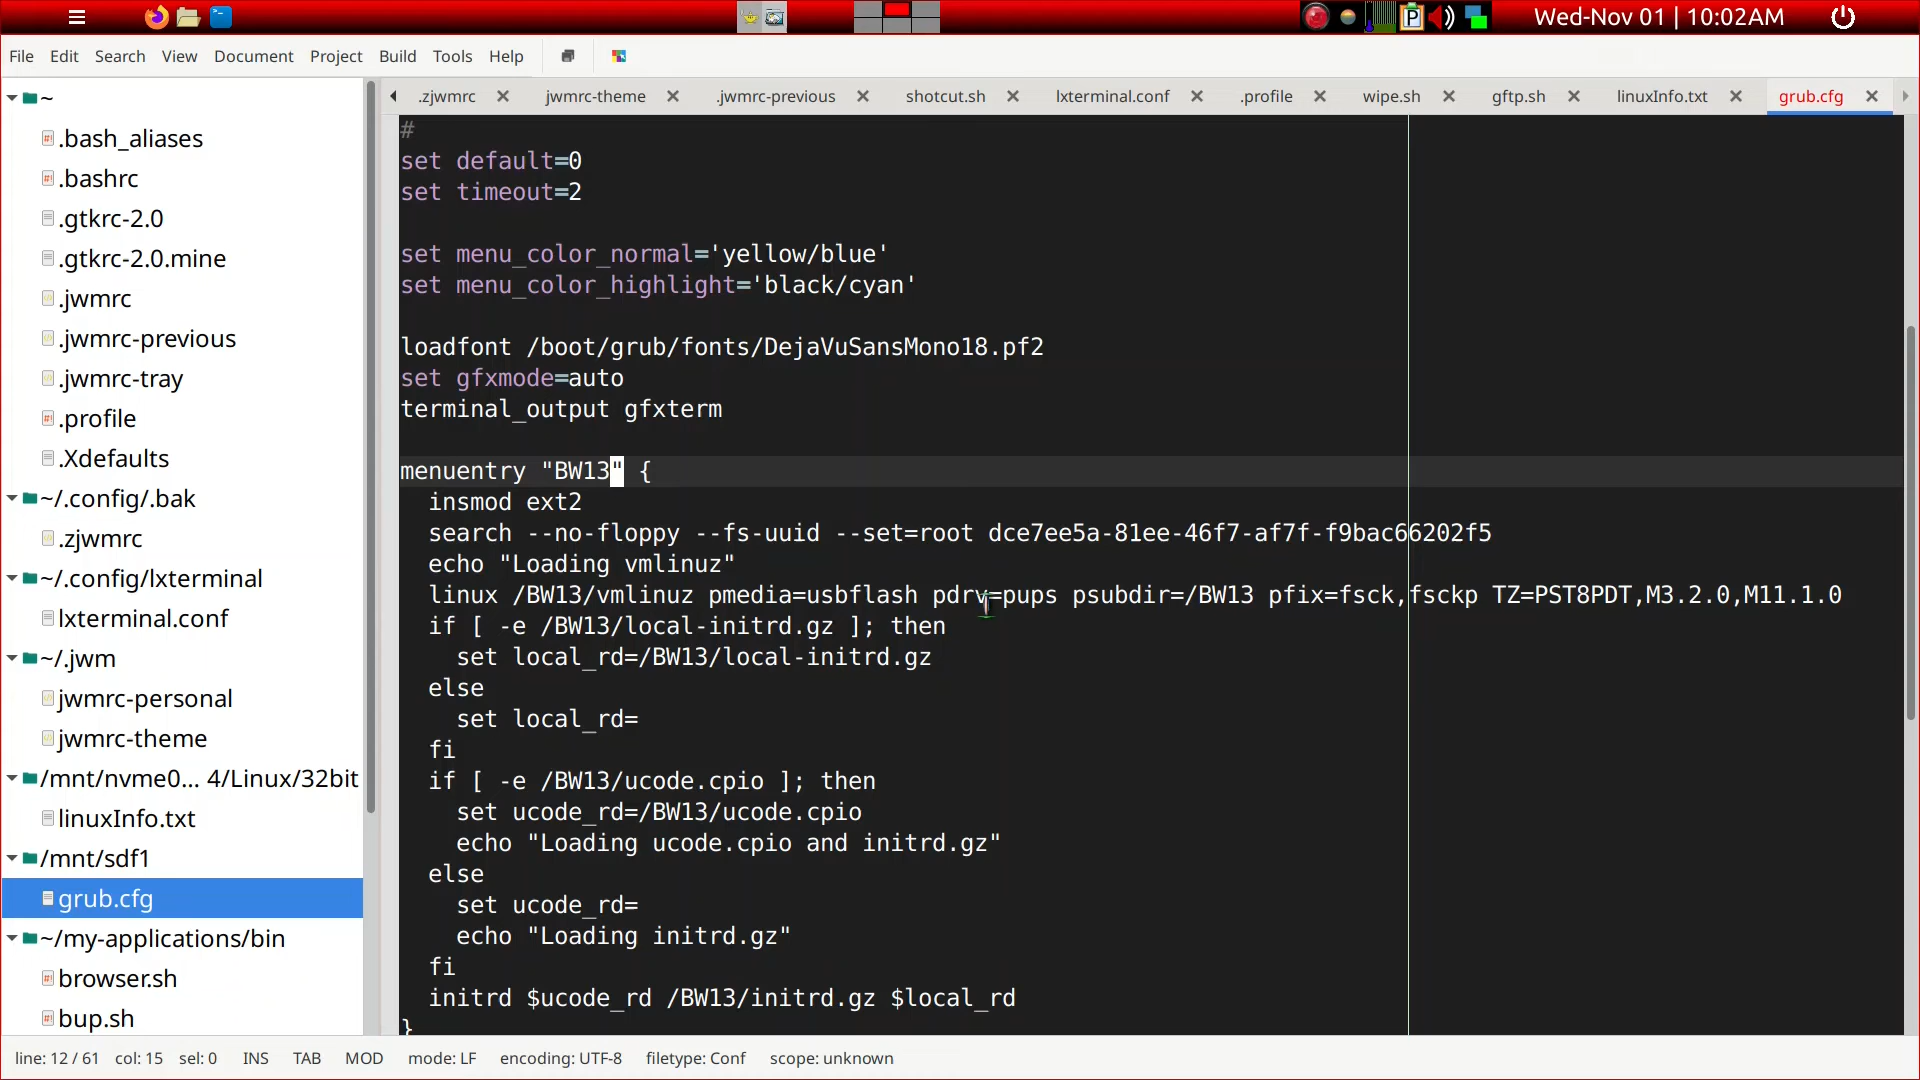 Wed-Nov 01 | 10:02AM
File Edit Search View Document Project Build Tools Help
.zjwmrc jwmrc-theme .jwmrc-previous shotcut.sh lxterminal.conf .profile wipe.sh gftp.sh linuxInfo.txt grub.cfg
~
.bash_aliases
.bashrc
.gtkrc-2.0
.gtkrc-2.0.mine
.jwmrc
.jwmrc-previous
.jwmrc-tray
.profile
.Xdefaults
~/.config/.bak
.zjwmrc
~/.config/lxterminal
lxterminal.conf
~/.jwm
jwmrc-personal
jwmrc-theme
/mnt/nvme0... 4/Linux/32bit
linuxInfo.txt
/mnt/sdf1
grub.cfg
~/my-applications/bin
browser.sh
bup.sh
#
set default=0
set timeout=2
set menu_color_normal='yellow/blue'
set menu_color_highlight='black/cyan'
loadfont /boot/grub/fonts/DejaVuSansMono18.pf2
set gfxmode=auto
terminal_output gfxterm
menuentry "BW13" {
insmod ext2
search --no-floppy --fs-uuid --set=root dce7ee5a-81ee-46f7-af7f-f9bac66202f5
echo "Loading vmlinuz"
linux /BW13/vmlinuz pmedia=usbflash pdrv=pups psubdir=/BW13 pfix=fsck,fsckp TZ=PST8PDT,M3.2.0,M11.1.0
if [ -e /BW13/local-initrd.gz ]; then
set local_rd=/BW13/local-initrd.gz
else
set local_rd=
fi
if [ -e /BW13/ucode.cpio ]; then
set ucode_rd=/BW13/ucode.cpio
echo "Loading ucode.cpio and initrd.gz"
else
set ucode_rd=
echo "Loading initrd.gz"
fi
initrd $ucode_rd /BW13/initrd.gz $local_rd
}
line: 12 / 61 col: 15 sel: 0 INS TAB MOD mode: LF encoding: UTF-8 filetype: Conf scope: unknown